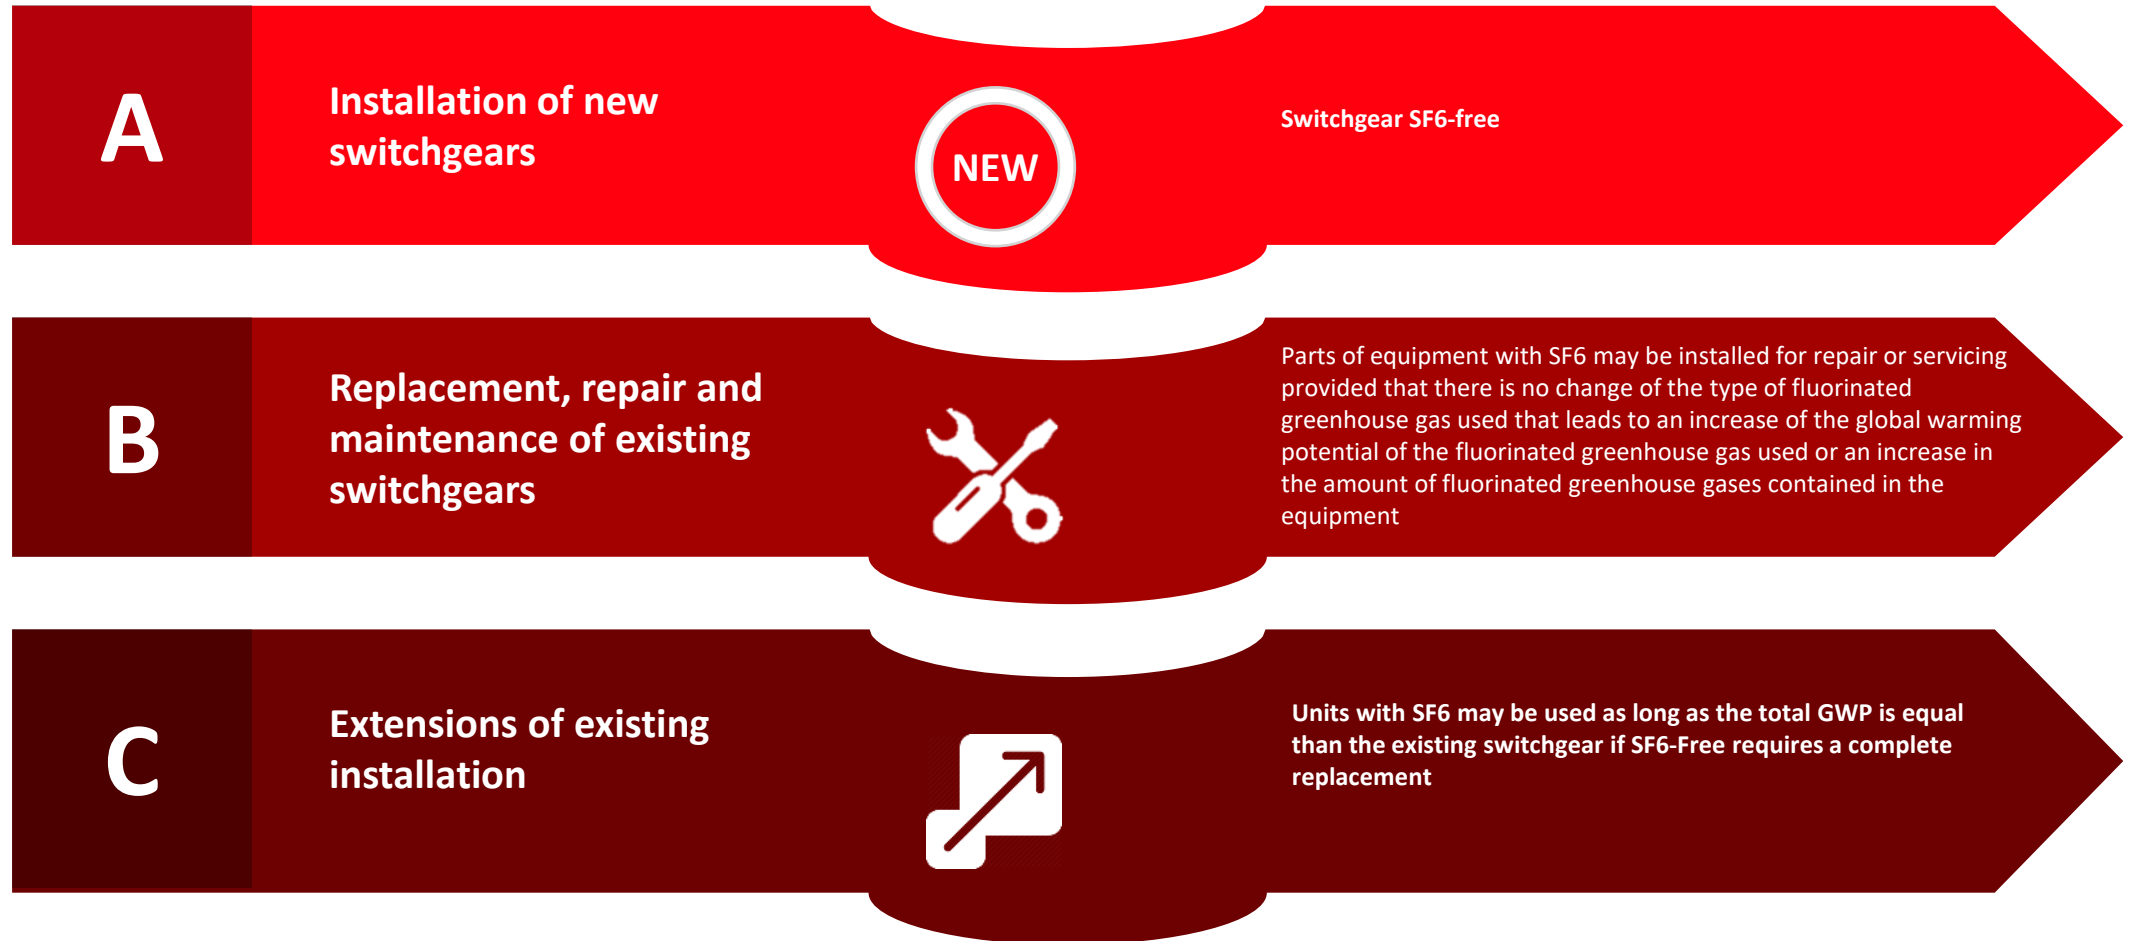 A
Installation of new
switchgears
NEW
Switchgear SF6-free
B
Replacement, repair and
maintenance of existing
switchgears
Parts of equipment with SF6 may be installed for repair or servicing
provided that there is no change of the type of fluorinated
greenhouse gas used that leads to an increase of the global warming
potential of the fluorinated greenhouse gas used or an increase in
the amount of fluorinated greenhouse gases contained in the
equipment
C
Extensions of existing
installation
Units with SF6 may be used as long as the total GWP is equal
than the existing switchgear if SF6-Free requires a complete
replacement